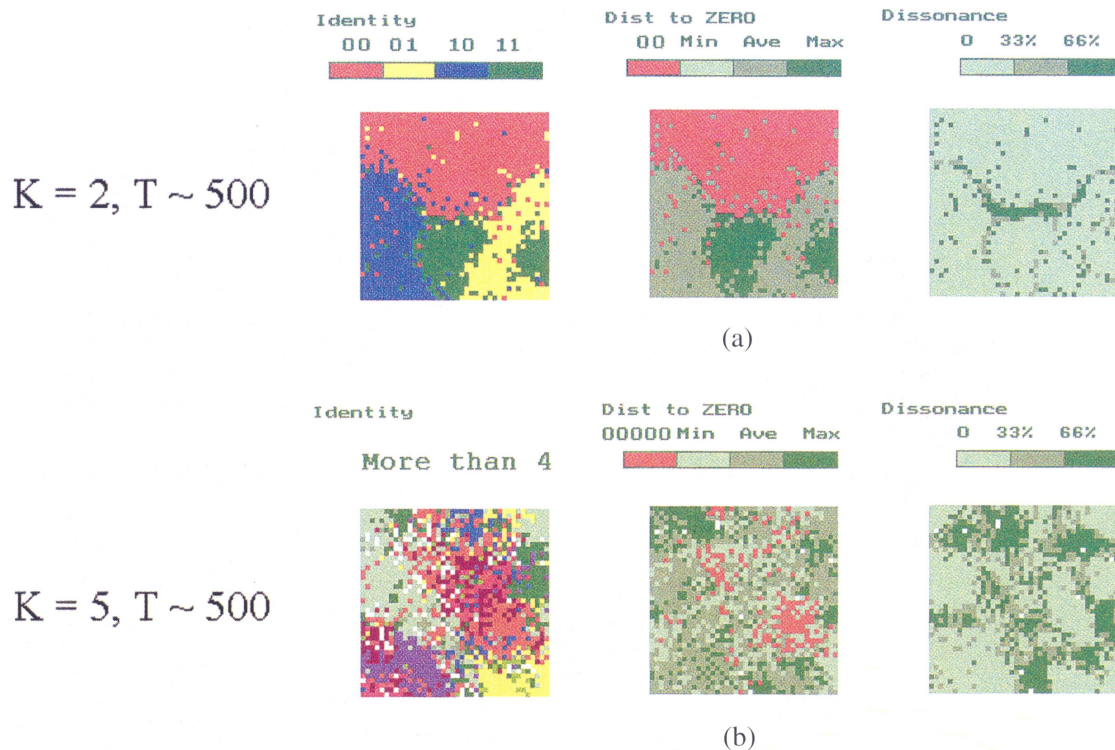 Identity
00 01 10 11
Dist to ZERO
00 Min Ave Max
Dissonance
0 33% 66%
K = 2, T ~ 500
(a)
Identity
More than 4
Dist to ZERO
00000 Min Ave Max
Dissonance
0 33% 66%
K = 5, T ~ 500
(b)